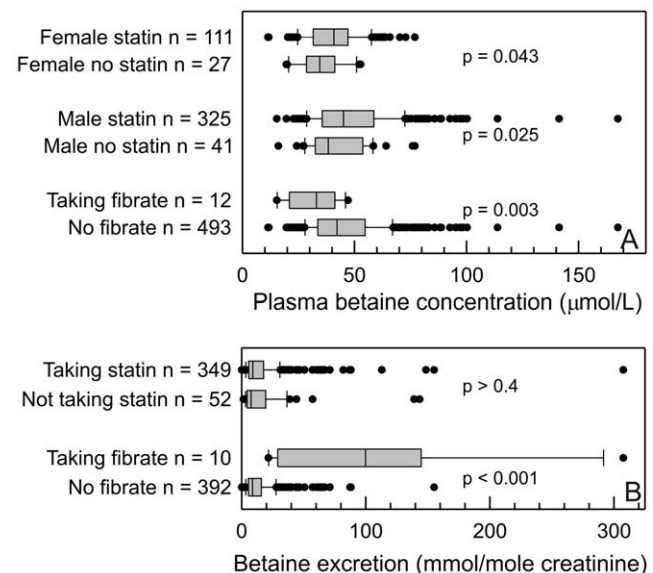 Female statin n = 111
Female no statin n = 27
p = 0.043
Male statin n = 325
Male no statin n = 41
p = 0.025
Taking fibrate n = 12
No fibrate n = 493
p = 0.003
A
0 50 100 150
Plasma betaine concentration (μmol/L)
Taking statin n = 349
Not taking statin n = 52
p > 0.4
Taking fibrate n = 10
No fibrate n = 392
p < 0.001
B
0 100 200 300
Betaine excretion (mmol/mole creatinine)